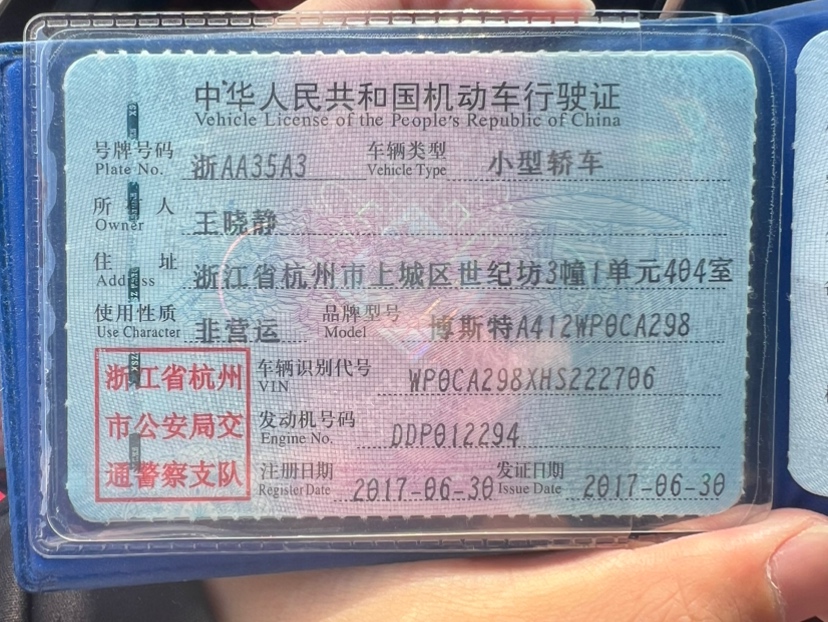 中华人民共和国机动车行驶证
Vehicle License of the People's Republic of China
号牌号码 浙AA35A3 车辆类型 小型轿车
Plate No. Vehicle Type
所有人 王晓静
Owner
住址 浙江省杭州市上城区世纪坊3幢1单元404室
Address
使用性质 非营运 品牌型号 博斯特A412WP0CA298
Use Character Model
浙江省杭州 车辆识别代号 WP0CA298XHS222706
VIN
市公安局交 发动机号码 DDP012294
Engine No.
通警察支队 注册日期 2017-06-30 发证日期 2017-06-30
Register Date Issue Date